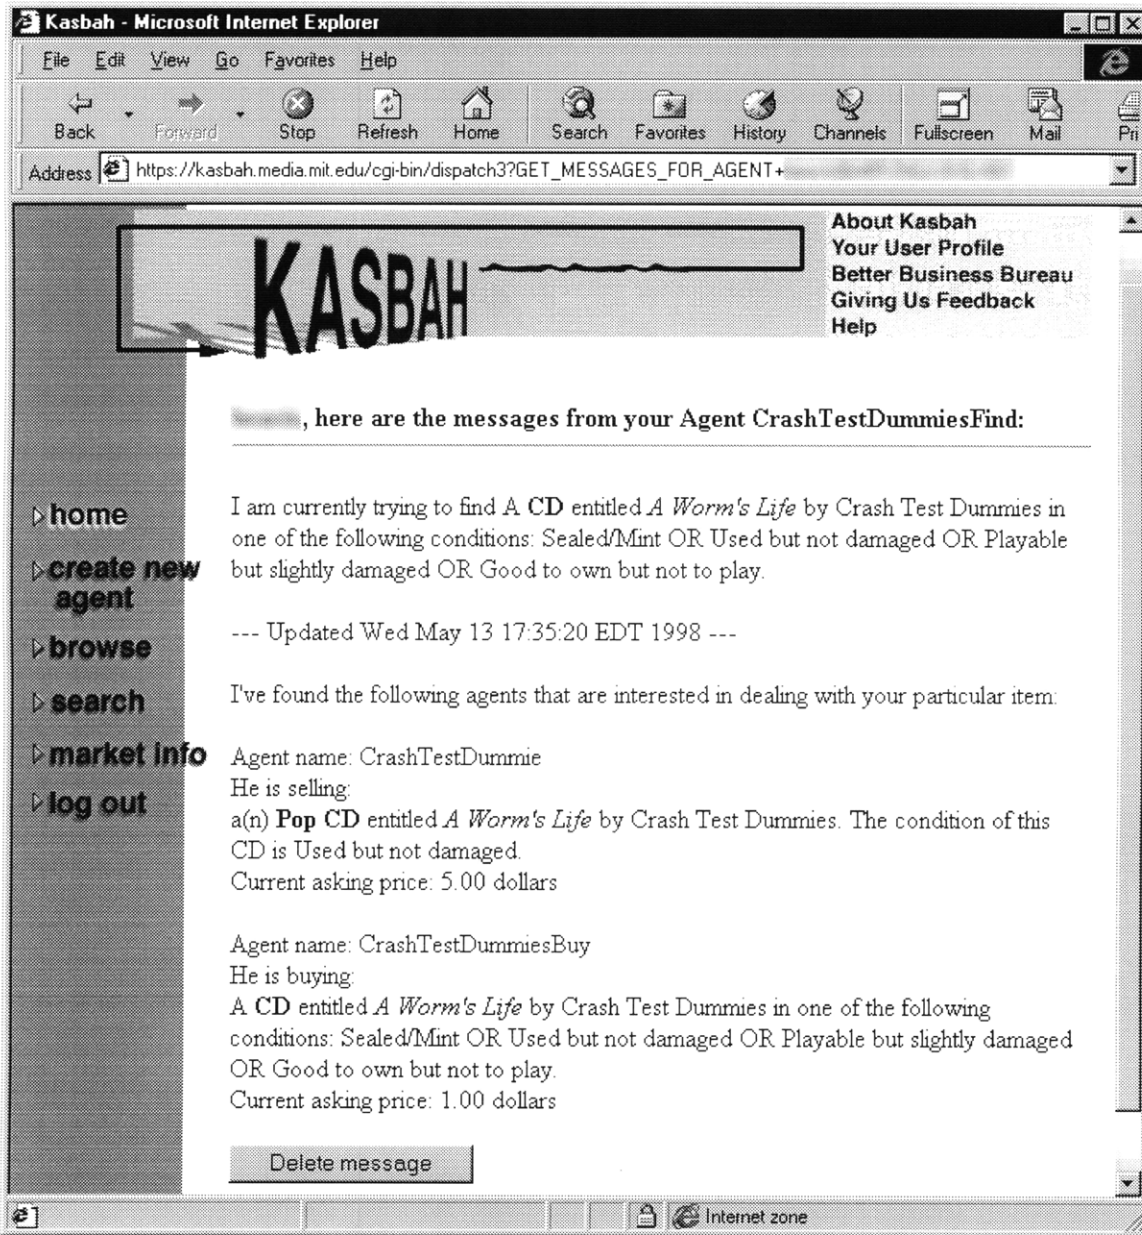 Kasbah - Microsoft Internet Explorer
File Edit View Go Favorites Help
Back Forward Stop Refresh Home Search Favorites History Channels Fullscreen Mail Pri
Address https://kasbah.media.mit.edu/cgi-bin/dispatch3?GET_MESSAGES_FOR_AGENT+
KASBAH
About Kasbah
Your User Profile
Better Business Bureau
Giving Us Feedback
Help
, here are the messages from your Agent CrashTestDummiesFind:
home
create new
agent
browse
search
market info
log out
I am currently trying to find A CD entitled A Worm's Life by Crash Test Dummies in
one of the following conditions: Sealed/Mint OR Used but not damaged OR Playable
but slightly damaged OR Good to own but not to play.
--- Updated Wed May 13 17:35:20 EDT 1998 ---
I've found the following agents that are interested in dealing with your particular item:
Agent name: CrashTestDummie
He is selling:
a(n) Pop CD entitled A Worm's Life by Crash Test Dummies. The condition of this
CD is Used but not damaged.
Current asking price: 5.00 dollars
Agent name: CrashTestDummiesBuy
He is buying:
A CD entitled A Worm's Life by Crash Test Dummies in one of the following
conditions: Sealed/Mint OR Used but not damaged OR Playable but slightly damaged
OR Good to own but not to play.
Current asking price: 1.00 dollars
Delete message
Internet zone